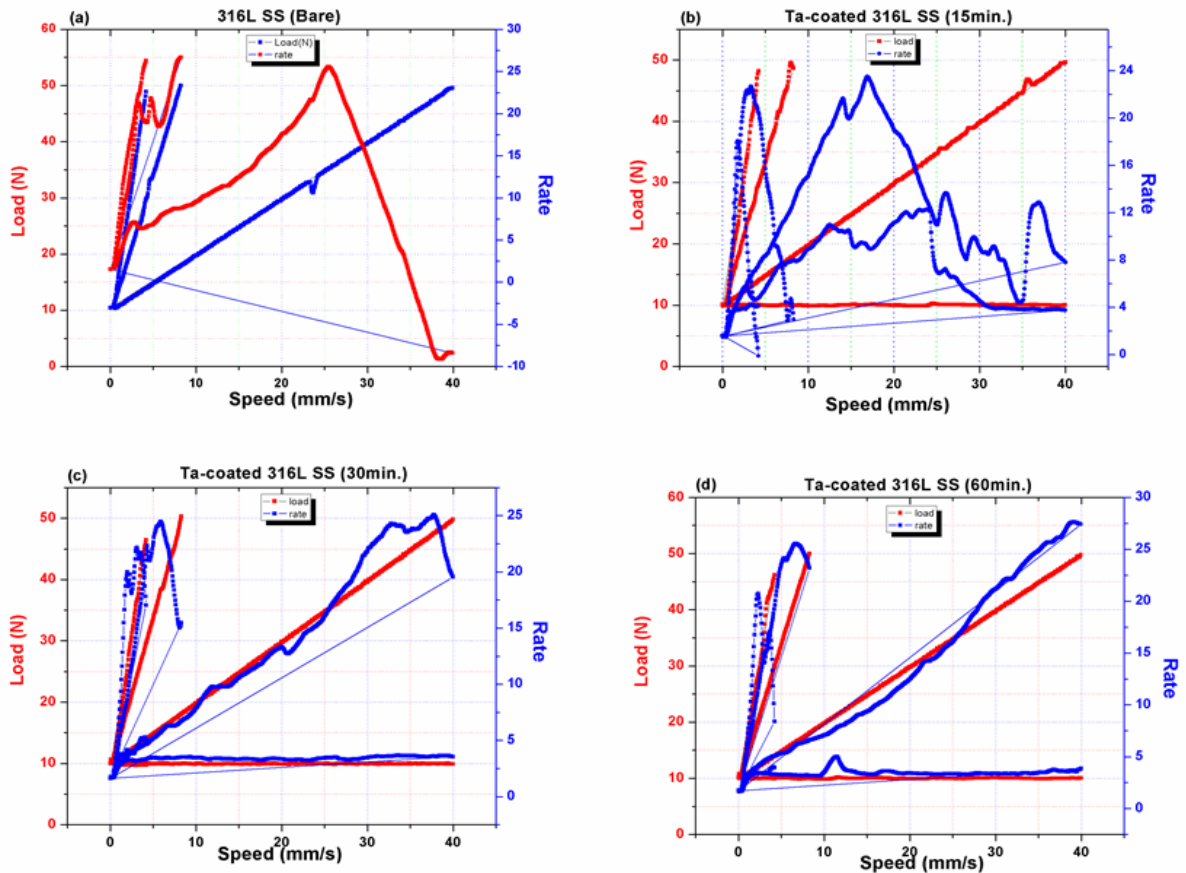 (a) 316L SS (Bare)
Load(N)
rate
Load (N)
60
55
50
45
40
35
30
25
20
15
10
5
0
30
25
20
15
10
5
0
-5
-10
Rate
0 10 20 30 40
Speed (mm/s)
(b) Ta-coated 316L SS (15min.)
load
rate
Load (N)
50
40
30
20
10
0
24
20
16
12
8
4
0
Rate
0 10 20 30 40
Speed (mm/s)
(c) Ta-coated 316L SS (30min.)
load
rate
Load (N)
50
40
30
20
10
0
25
20
15
10
5
0
Rate
0 10 20 30 40
Speed (mm/s)
(d) Ta-coated 316L SS (60min.)
load
rate
Load (N)
60
50
40
30
20
10
0
30
25
20
15
10
5
0
Rate
0 10 20 30 40
Speed (mm/s)